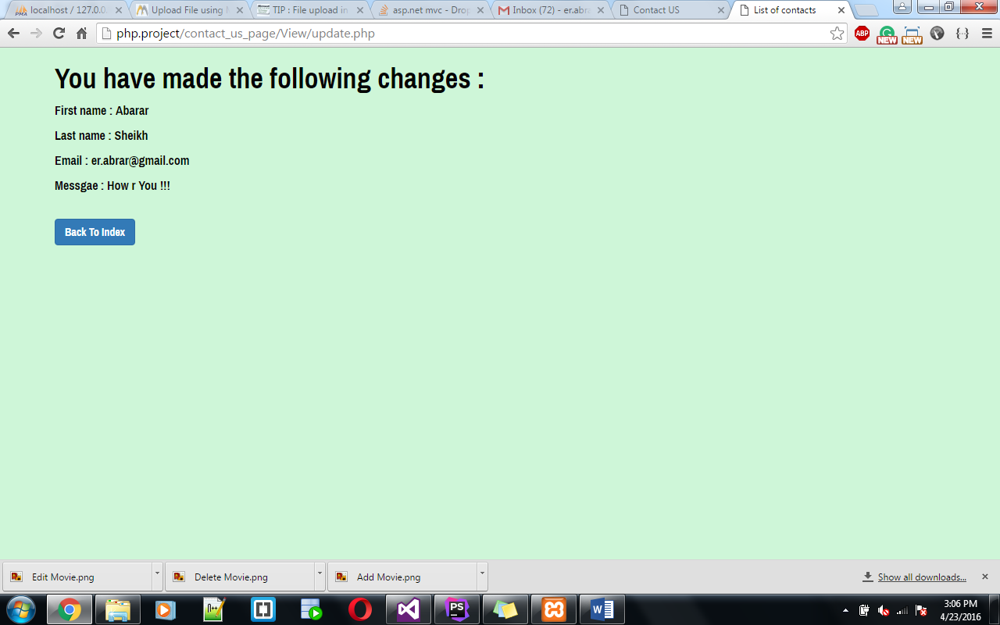 localhost / 127.0.0.
Upload File using M
TIP : File upload in
asp.net mvc - Drop
Inbox (72) - er.abra
Contact US
List of contacts
php.project/contact_us_page/View/update.php
ABP
NEW
NEW
You have made the following changes :
First name : Abarar
Last name : Sheikh
Email : er.abrar@gmail.com
Messgae : How r You !!!
Back To Index
Edit Movie.png
Delete Movie.png
Add Movie.png
Show all downloads...
3:06 PM
4/23/2016